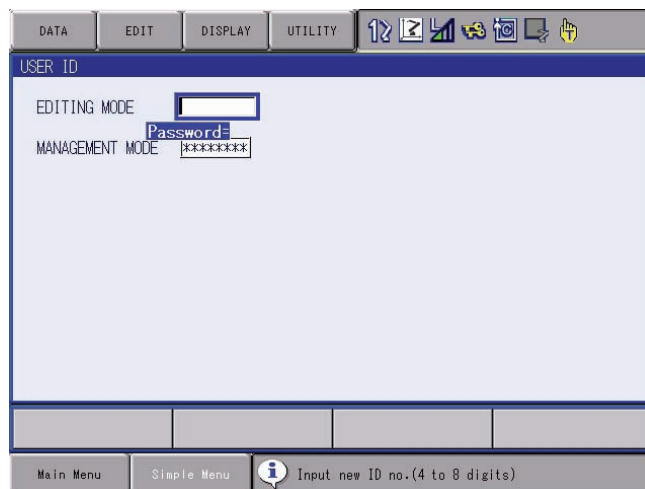 DATA EDIT DISPLAY UTILITY
USER ID
EDITING MODE
Password=
MANAGEMENT MODE ********
Main Menu Simple Menu Input new ID no.(4 to 8 digits)